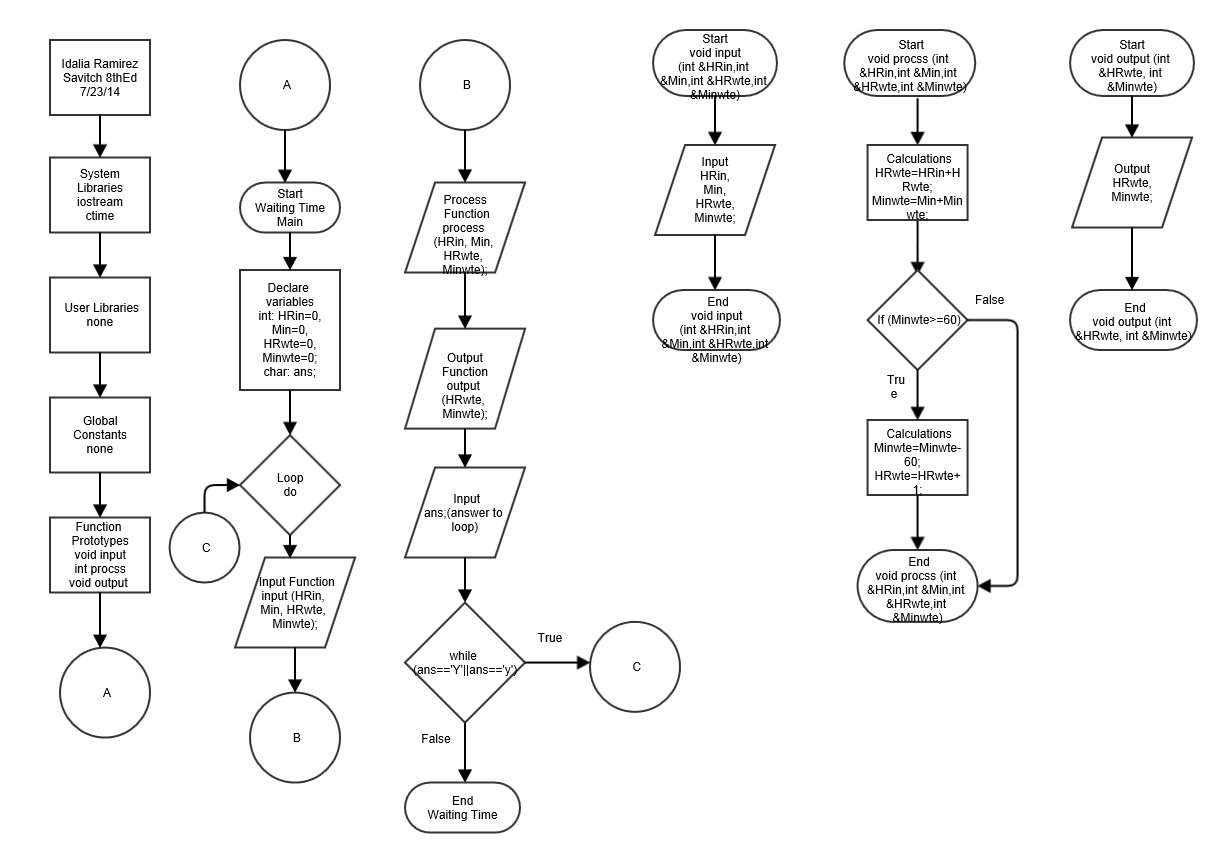 Idalia Ramirez
Savitch 8thEd
7/23/14
System
Libraries
iostream
ctime
User Libraries
none
Global
Constants
none
Function
Prototypes
void input
int procss
void output
A
A
Start
Waiting Time
Main
Declare
variables
int: HRin=0,
Min=0,
HRwte=0,
Minwte=0;
char: ans;
Loop
do
C
Input Function
input (HRin,
Min, HRwte,
Minwte);
B
B
Process
Function
process
(HRin, Min,
HRwte,
Minwte);
Output
Function
output
(HRwte,
Minwte);
Input
ans;(answer to
loop)
while
(ans=='Y'||ans=='y')
True
C
False
End
Waiting Time
Start
void input
(int &HRin,int
&Min,int &HRwte,int
&Minwte)
Input
HRin,
Min,
HRwte,
Minwte;
End
void input
(int &HRin,int
&Min,int &HRwte,int
&Minwte)
Start
void procss (int
&HRin,int &Min,int
&HRwte,int &Minwte)
Calculations
HRwte=HRin+H
Rwte;
Minwte=Min+Min
wte;
If (Minwte>=60)
False
Tru
e
Calculations
Minwte=Minwte-
60;
HRwte=HRwte+
1;
End
void procss (int
&HRin,int &Min,int
&HRwte,int
&Minwte)
Start
void output (int
&HRwte, int
&Minwte)
Output
HRwte,
Minwte;
End
void output (int
&HRwte, int &Minwte)